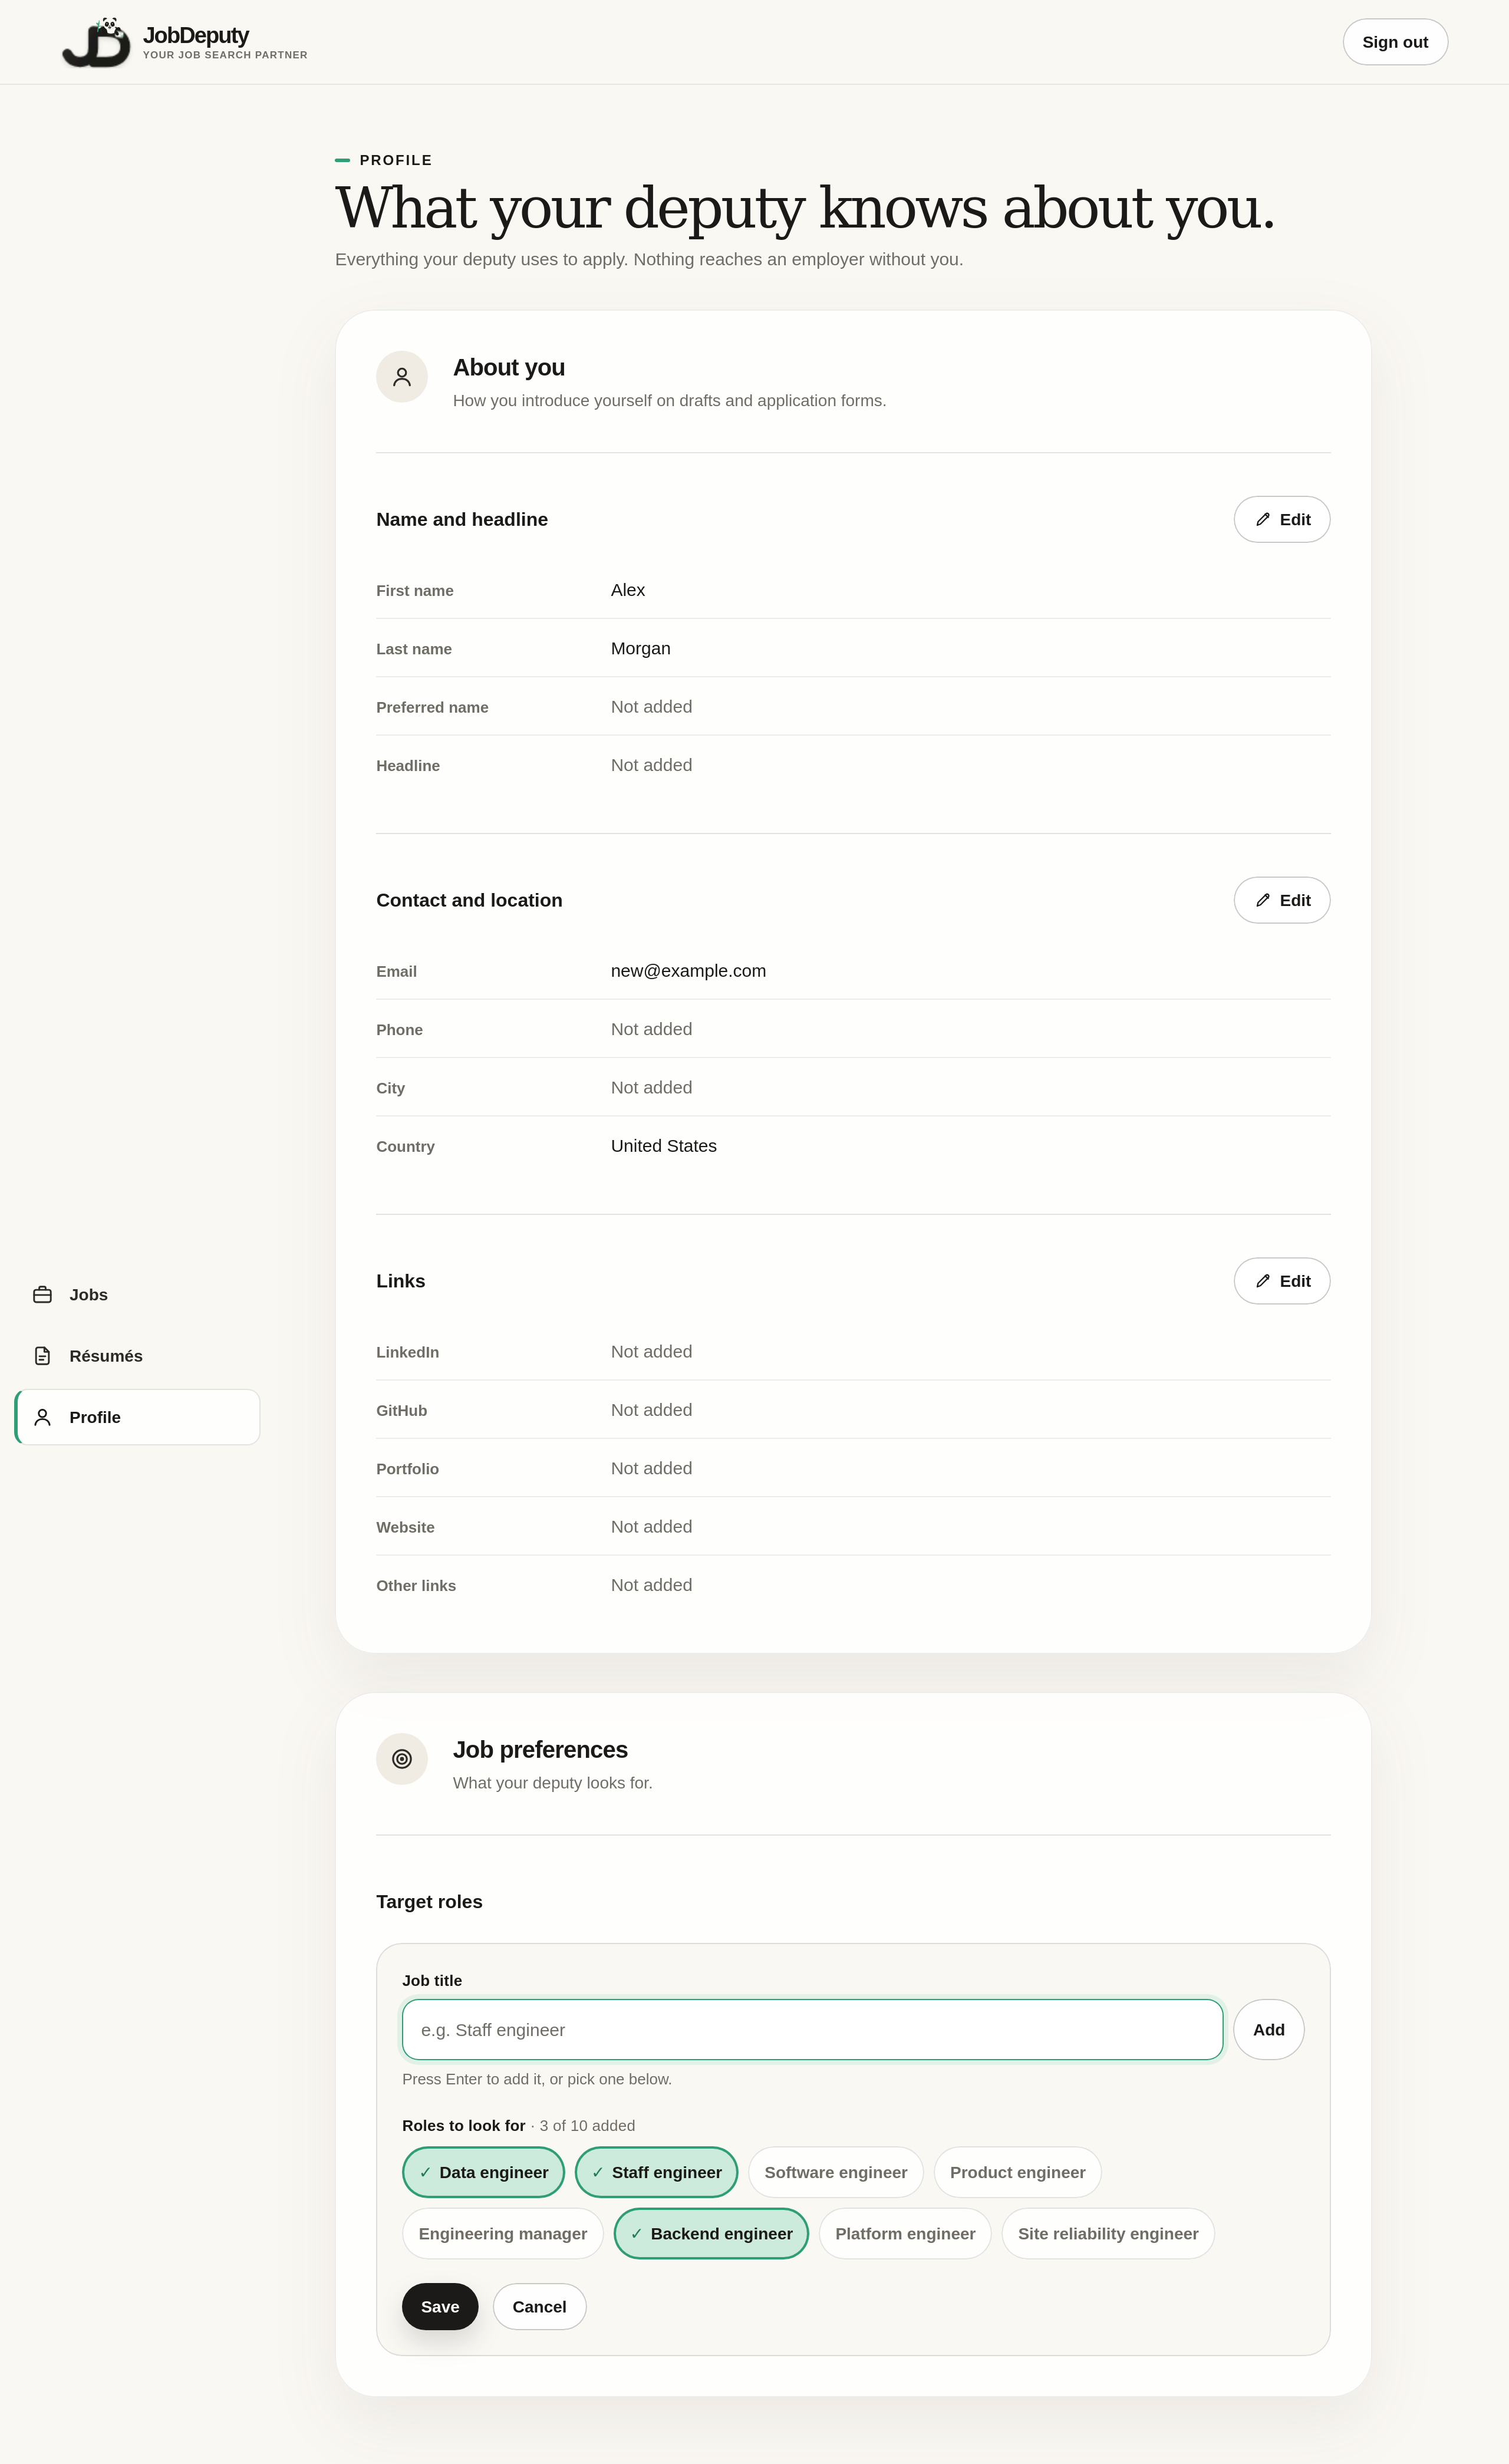 JobDeputy
YOUR JOB SEARCH PARTNER
Sign out
PROFILE
What your deputy knows about you.
Everything your deputy uses to apply. Nothing reaches an employer without you.
About you
How you introduce yourself on drafts and application forms.
Name and headline
Edit
First name
Alex
Last name
Morgan
Preferred name
Not added
Headline
Not added
Contact and location
Edit
Email
new@example.com
Phone
Not added
City
Not added
Country
United States
Links
Edit
LinkedIn
Not added
GitHub
Not added
Portfolio
Not added
Website
Not added
Other links
Not added
Jobs
Résumés
Profile
Job preferences
What your deputy looks for.
Target roles
Job title
e.g. Staff engineer
Add
Press Enter to add it, or pick one below.
Roles to look for · 3 of 10 added
✓ Data engineer
✓ Staff engineer
Software engineer
Product engineer
Engineering manager
✓ Backend engineer
Platform engineer
Site reliability engineer
Save
Cancel